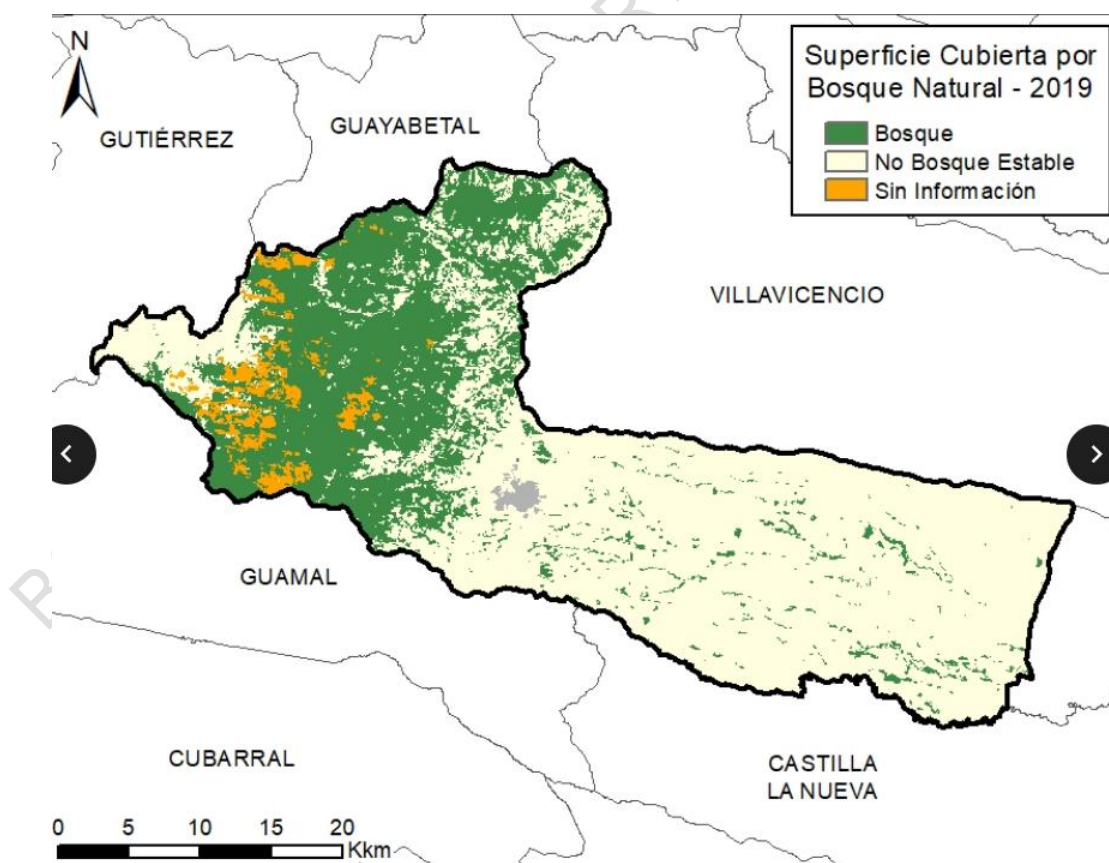 N
Superficie Cubierta por
Bosque Natural - 2019
Bosque
No Bosque Estable
Sin Información
GUTIÉRREZ
GUAYABETAL
VILLAVICENCIO
GUAMAL
CUBARRAL
CASTILLA
LA NUEVA
0 5 10 15 20
Kkm